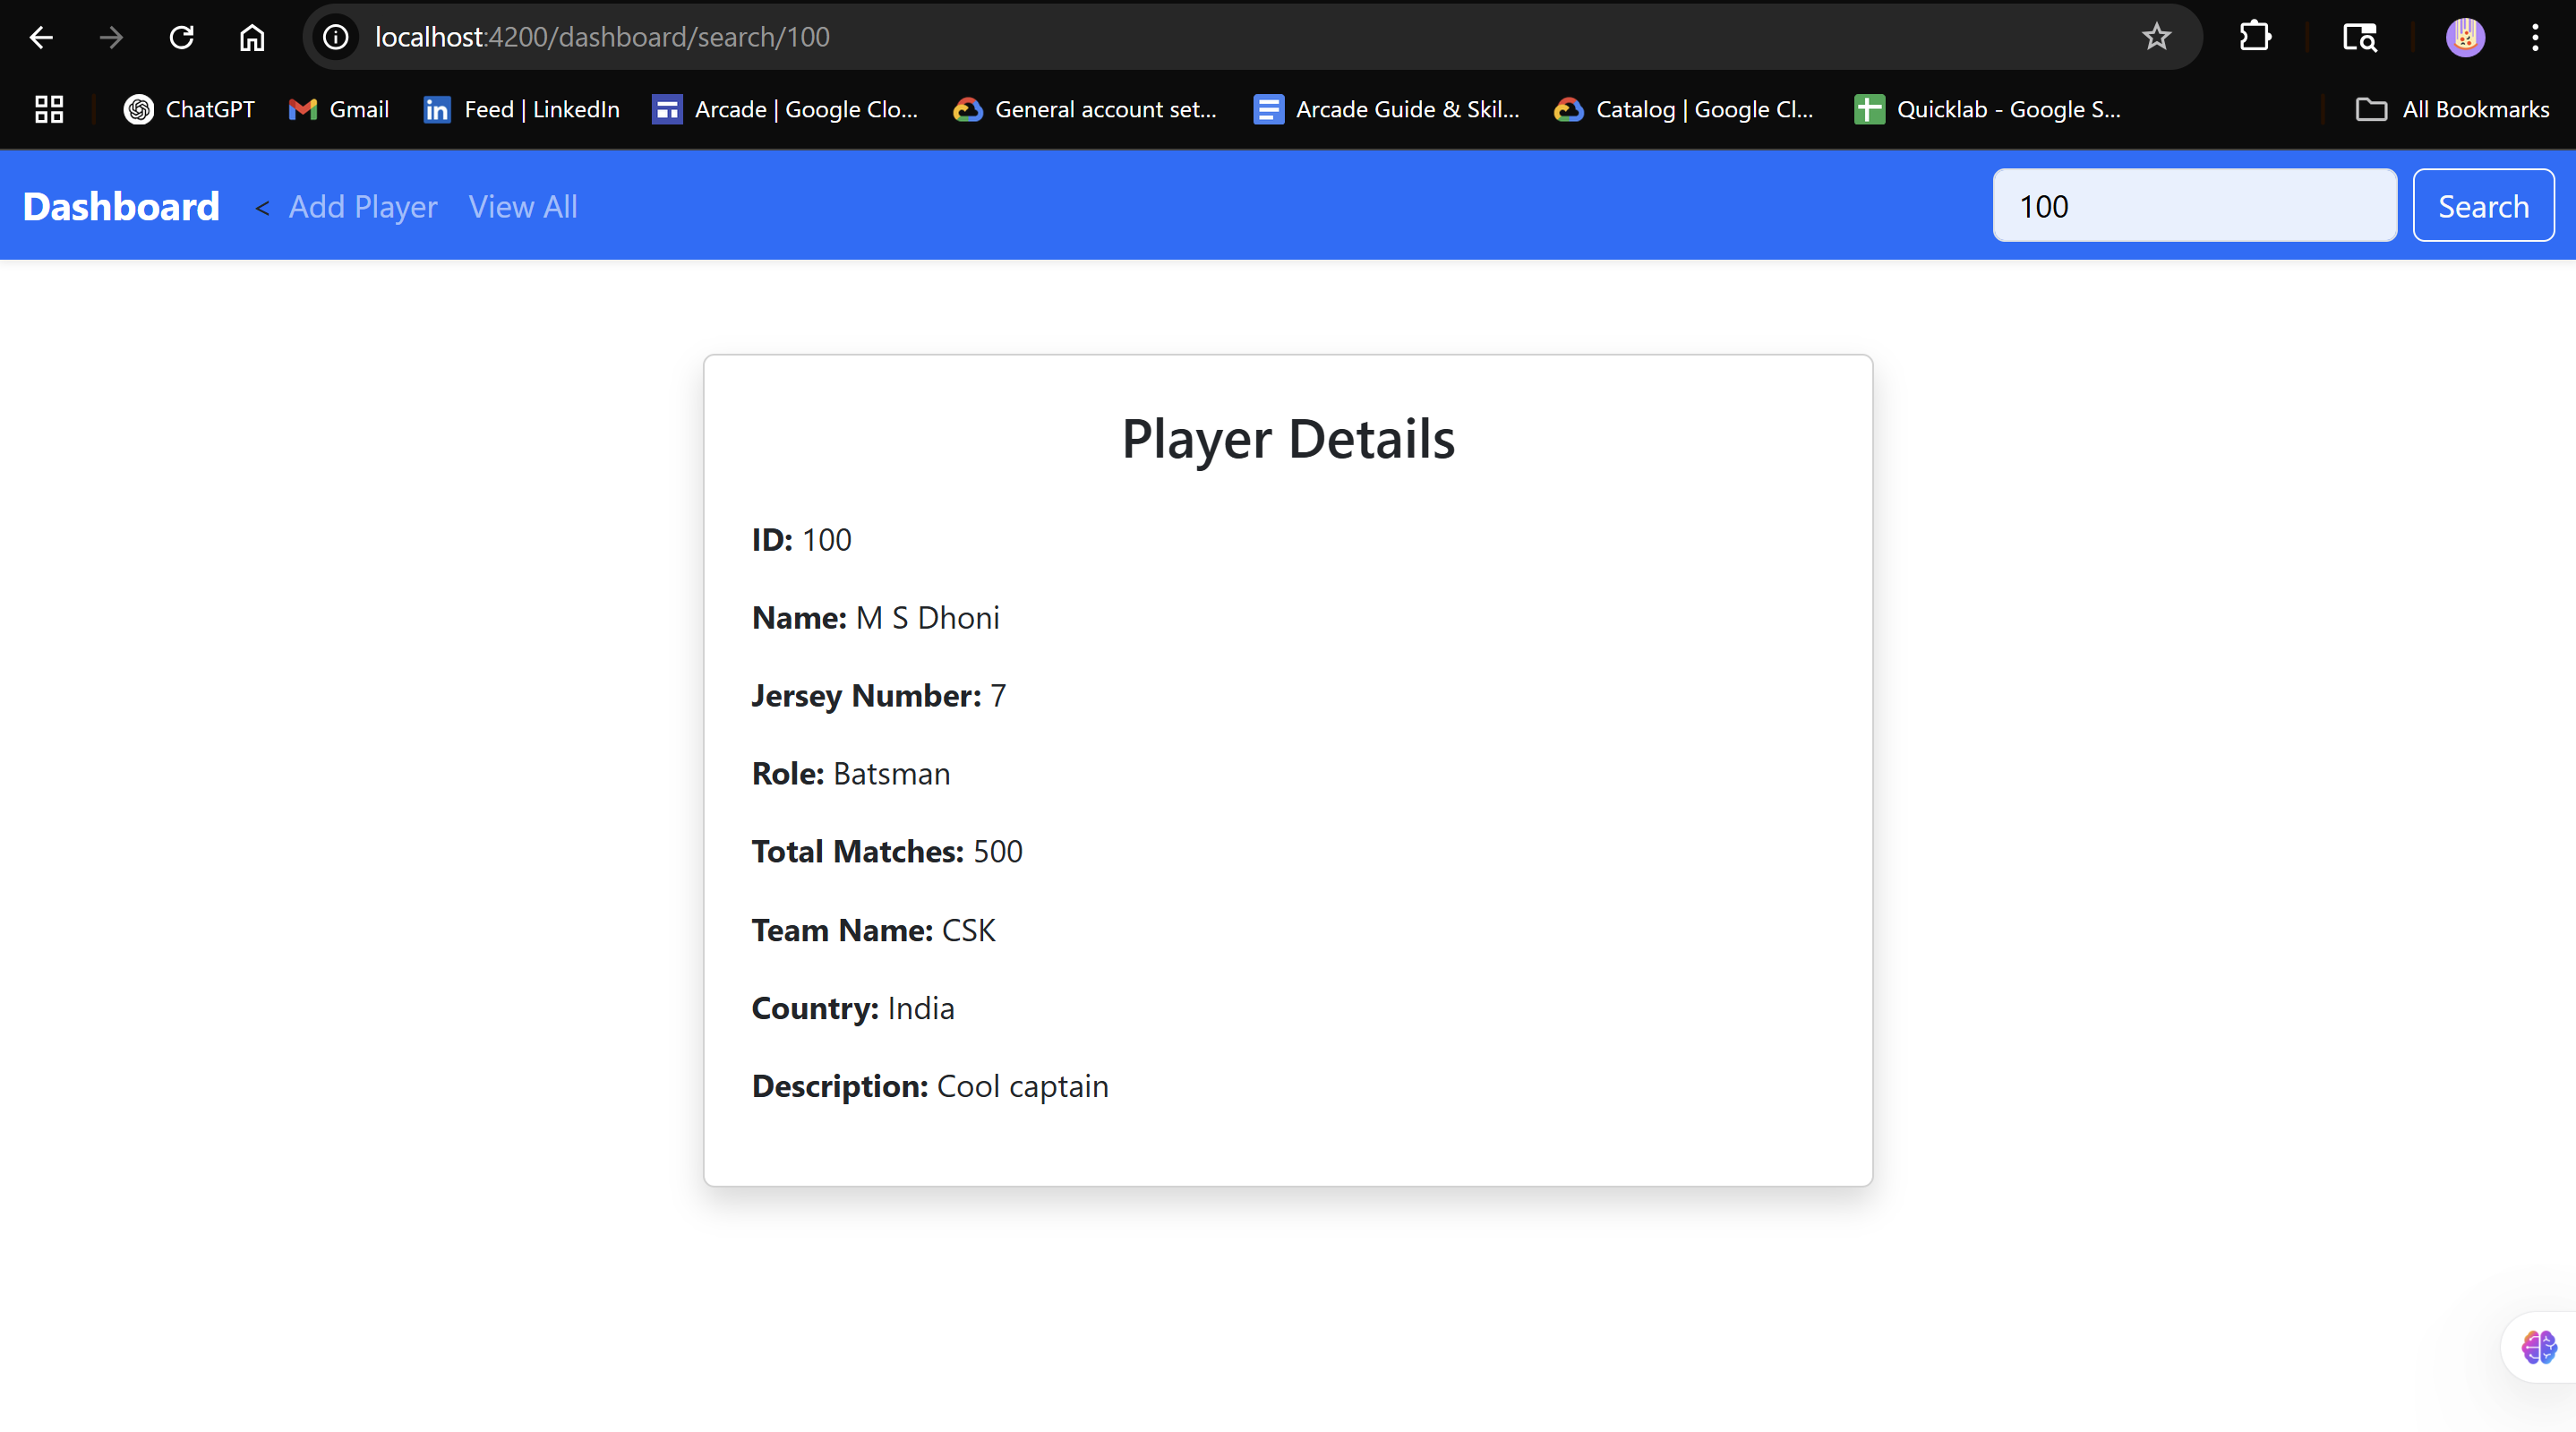 localhost:4200/dashboard/search/100
ChatGPT Gmail Feed | LinkedIn Arcade | Google Clo... General account set... Arcade Guide & Skil... Catalog | Google Cl... Quicklab - Google S... All Bookmarks
Dashboard < Add Player View All 100 Search
Player Details
ID: 100
Name: M S Dhoni
Jersey Number: 7
Role: Batsman
Total Matches: 500
Team Name: CSK
Country: India
Description: Cool captain